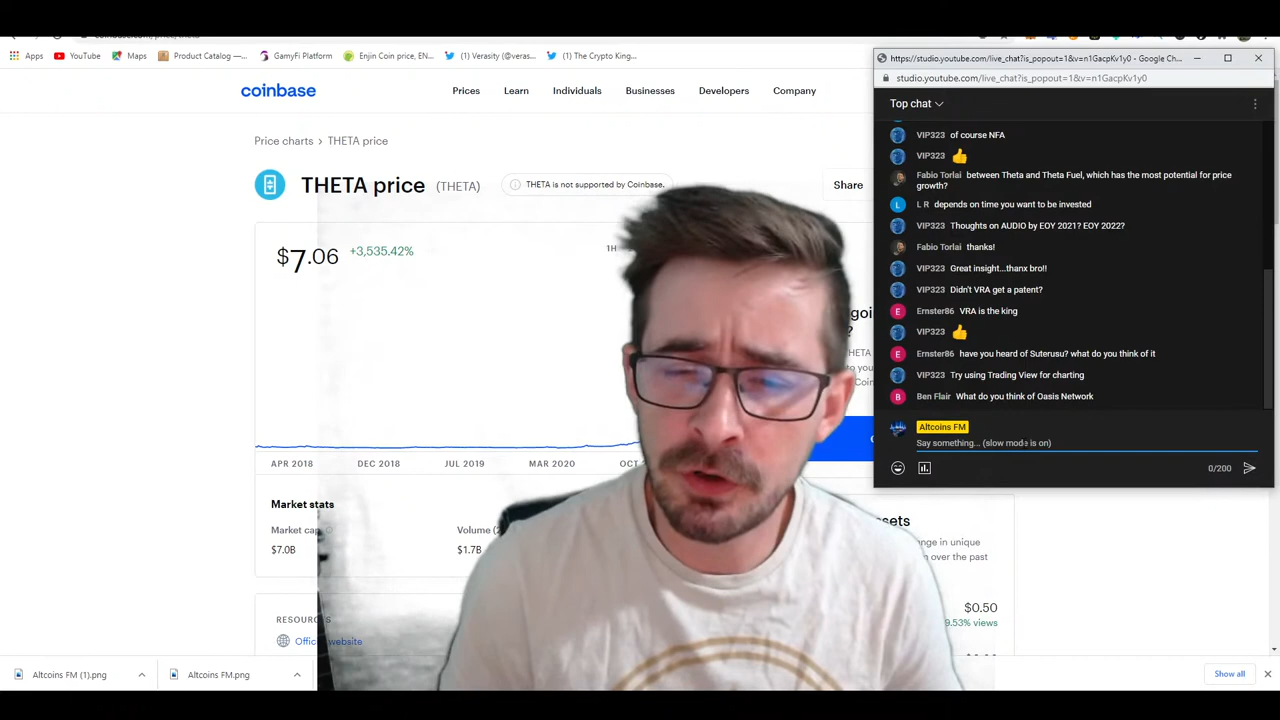 Apps
YouTube
Maps
Product Catalog —...
GamyFi Platform
Enjin Coin price, EN...
(1) Verasity (@veras...
(1) The Crypto King...
coinbase
Prices
Learn
Individuals
Businesses
Developers
Company
Price charts > THETA price
THETA price (THETA)
THETA is not supported by Coinbase.
Share
$7.06 +3,535.42%
1H
APR 2018
DEC 2018
JUL 2019
MAR 2020
OCT
Market stats
Market cap
$7.0B
$1.7B
change in unique
over the past
$0.50
9.53% views
Official website
Altcoins FM (1).png
Altcoins FM.png
Show all
https://studio.youtube.com/live_chat?is_popout=1&v=n1GacpKv1y0 - Google Ch...
studio.youtube.com/live_chat?is_popout=1&v=n1GacpKv1y0
Top chat
VIP323 of course NFA
VIP323 👍
Fabio Torlai between Theta and Theta Fuel, which has the most potential for price
growth?
L R depends on time you want to be invested
VIP323 Thoughts on AUDIO by EOY 2021? EOY 2022?
Fabio Torlai thanks!
VIP323 Great insight...thanx bro!!
VIP323 Didn't VRA get a patent?
Ernster86 VRA is the king
VIP323 👍
Ernster86 have you heard of Suterusu? what do you think of it
VIP323 Try using Trading View for charting
Ben Flair What do you think of Oasis Network
Altcoins FM
Say something... (slow mode is on)
0/200